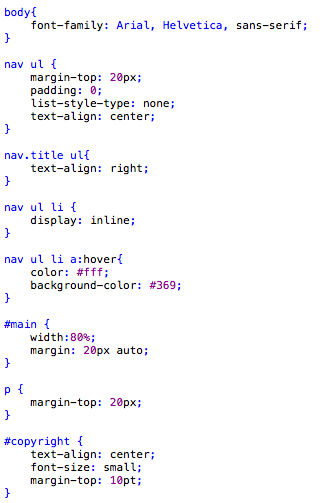 body{
    font-family: Arial, Helvetica, sans-serif;
}

nav ul {
    margin-top: 20px;
    padding: 0;
    list-style-type: none;
    text-align: center;
}

nav.title ul{
    text-align: right;
}

nav ul li {
    display: inline;
}

nav ul li a:hover{
    color: #fff;
    background-color: #369;
}

#main {
    width:80%;
    margin: 20px auto;
}

p {
    margin-top: 20px;
}

#copyright {
    text-align: center;
    font-size: small;
    margin-top: 10pt;
}